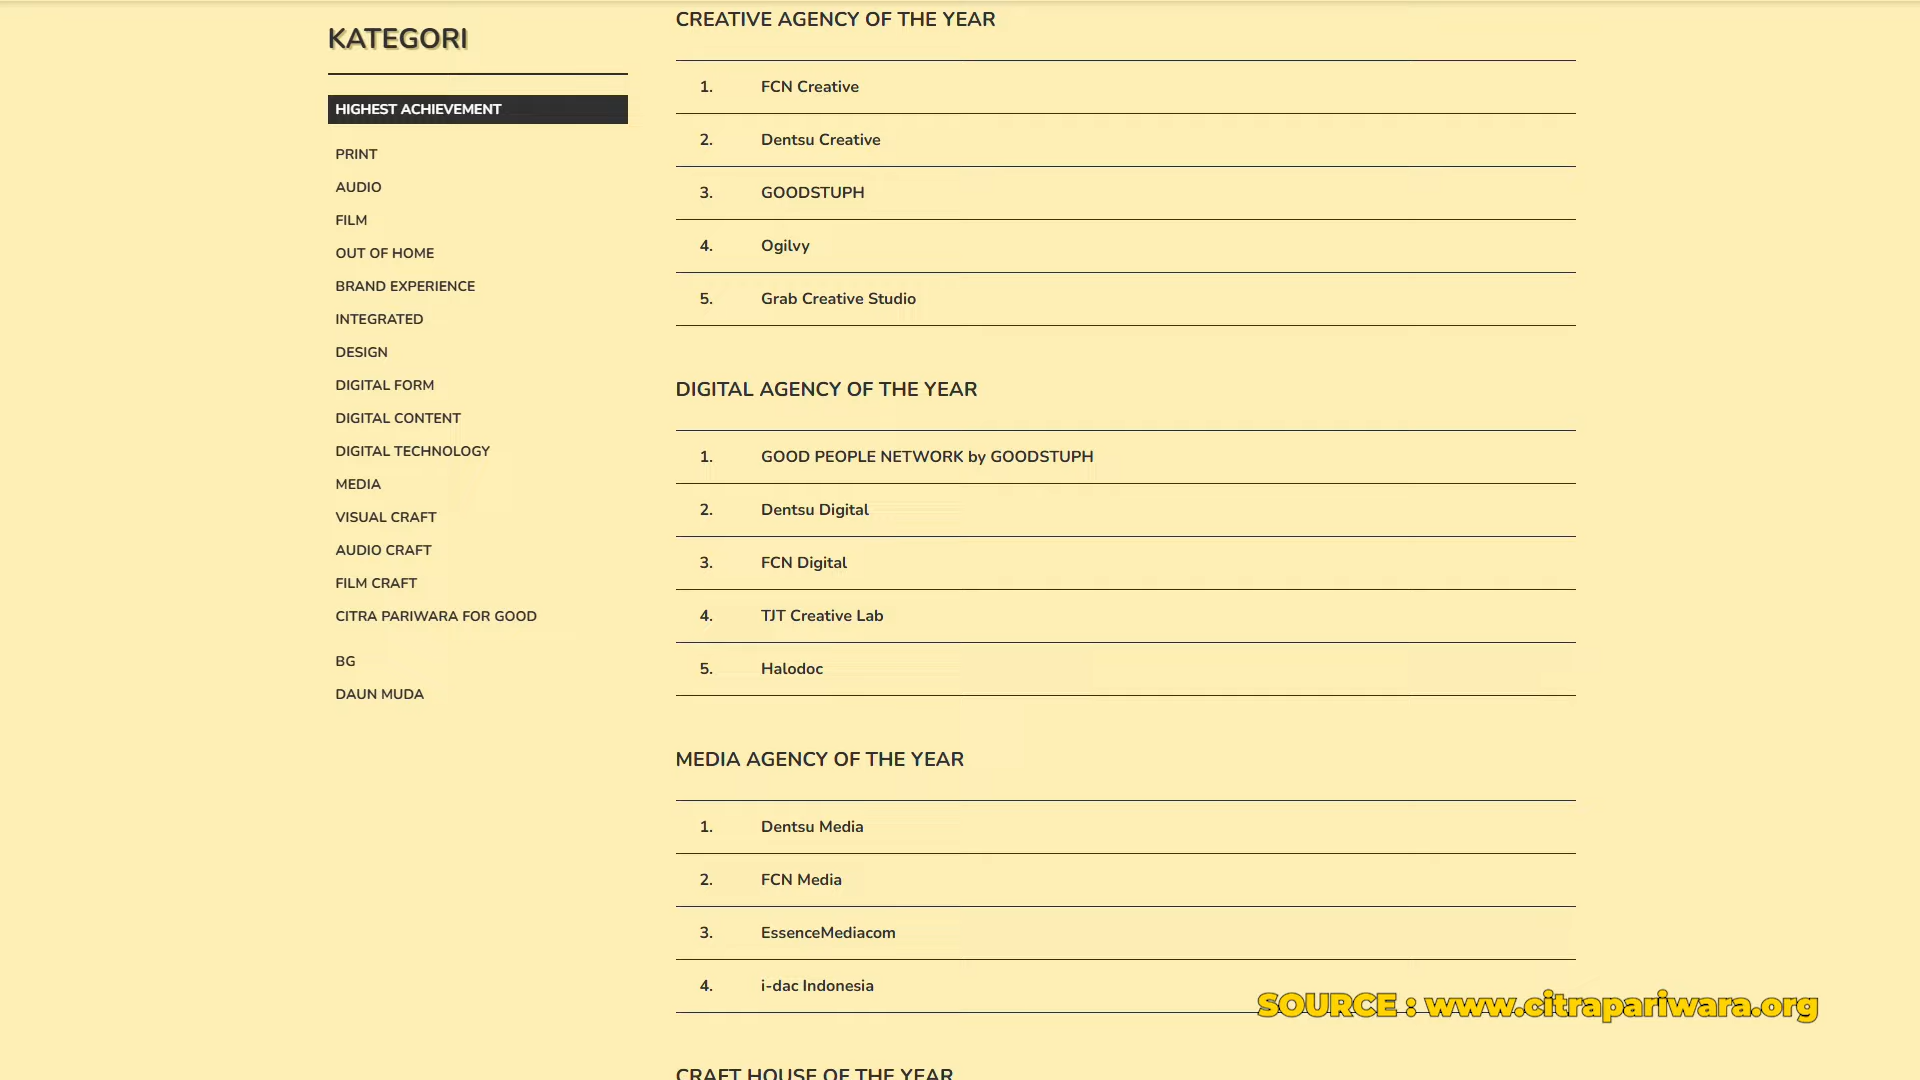 KATEGORI
HIGHEST ACHIEVEMENT
PRINT
AUDIO
FILM
OUT OF HOME
BRAND EXPERIENCE
INTEGRATED
DESIGN
DIGITAL FORM
DIGITAL CONTENT
DIGITAL TECHNOLOGY
MEDIA
VISUAL CRAFT
AUDIO CRAFT
FILM CRAFT
CITRA PARIWARA FOR GOOD
BG
DAUN MUDA
CREATIVE AGENCY OF THE YEAR
1. FCN Creative
2. Dentsu Creative
3. GOODSTUPH
4. Ogilvy
5. Grab Creative Studio
DIGITAL AGENCY OF THE YEAR
1. GOOD PEOPLE NETWORK by GOODSTUPH
2. Dentsu Digital
3. FCN Digital
4. TJT Creative Lab
5. Halodoc
MEDIA AGENCY OF THE YEAR
1. Dentsu Media
2. FCN Media
3. EssenceMediacom
4. i-dac Indonesia
SOURCE : www.citrapariwara.org
CRAFT HOUSE OF THE YEAR